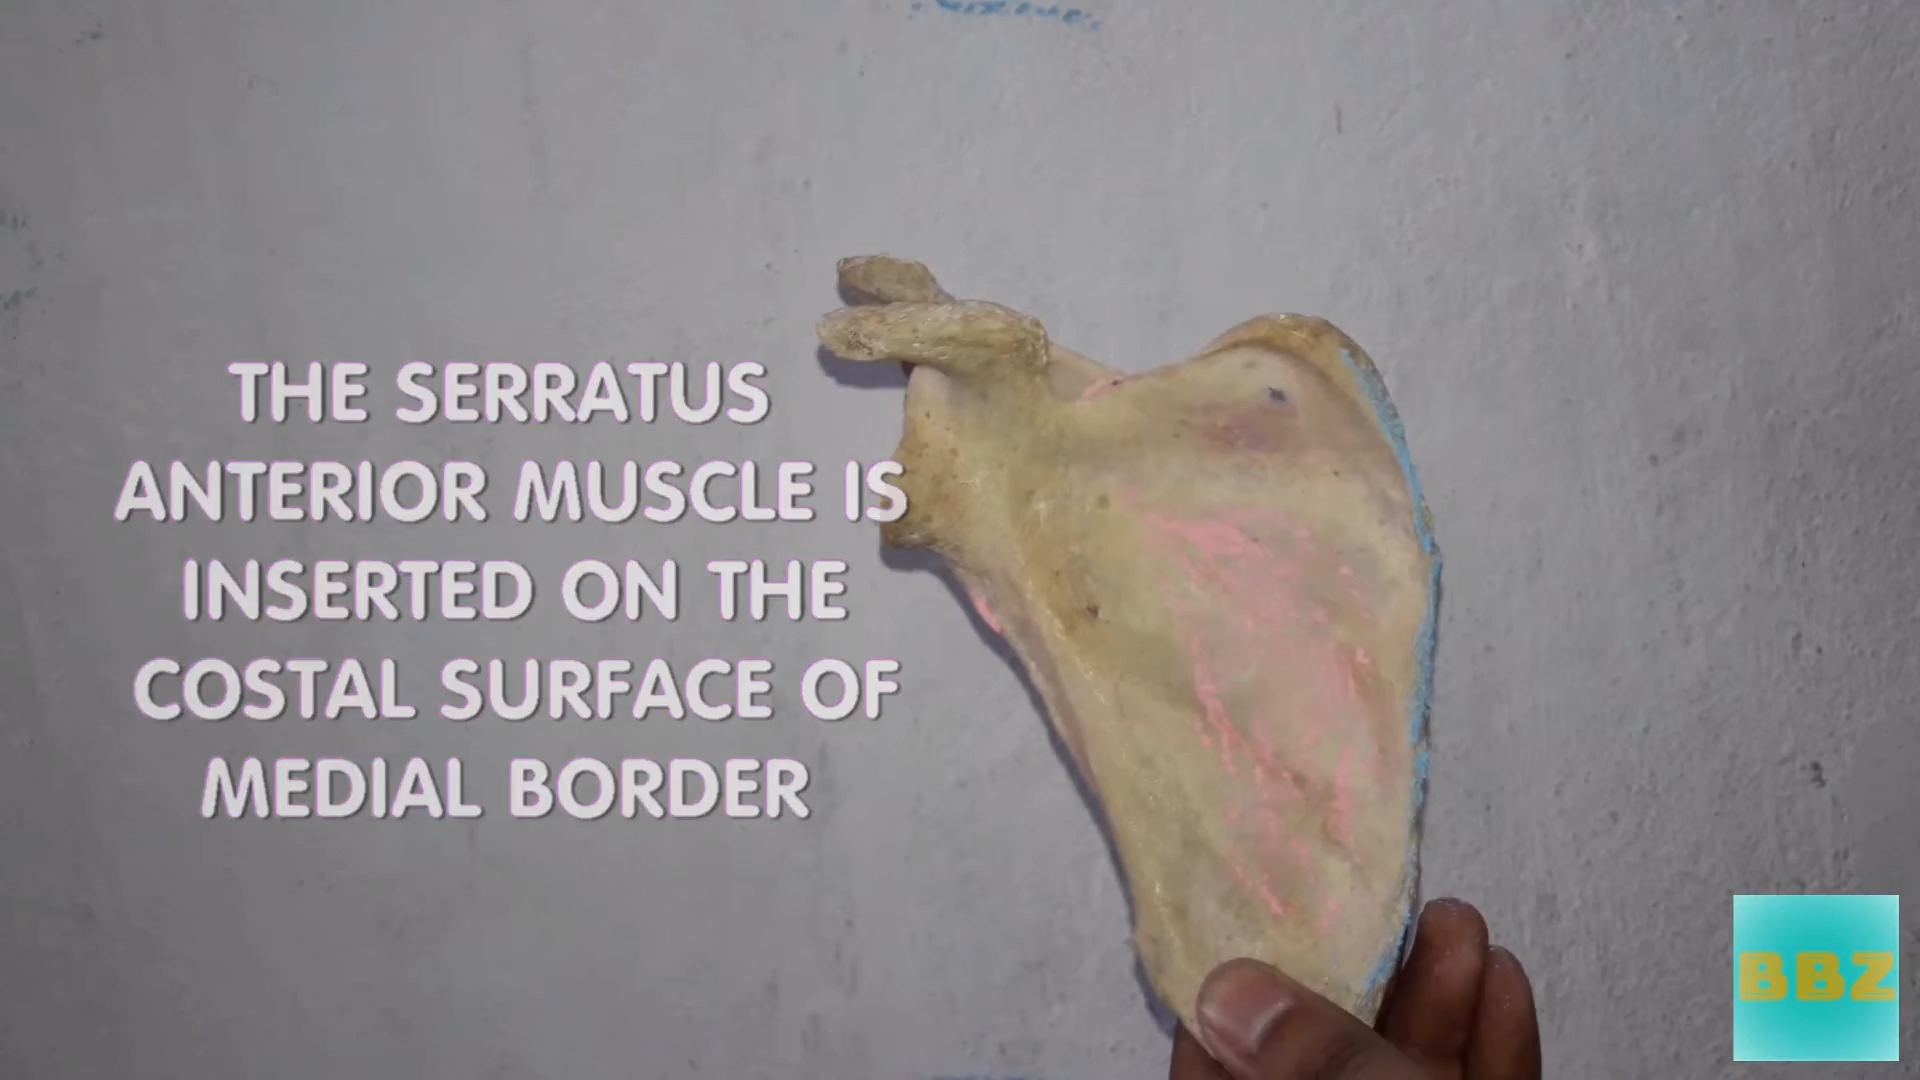 THE SERRATUS
ANTERIOR MUSCLE IS
INSERTED ON THE
COSTAL SURFACE OF
MEDIAL BORDER
BBZ